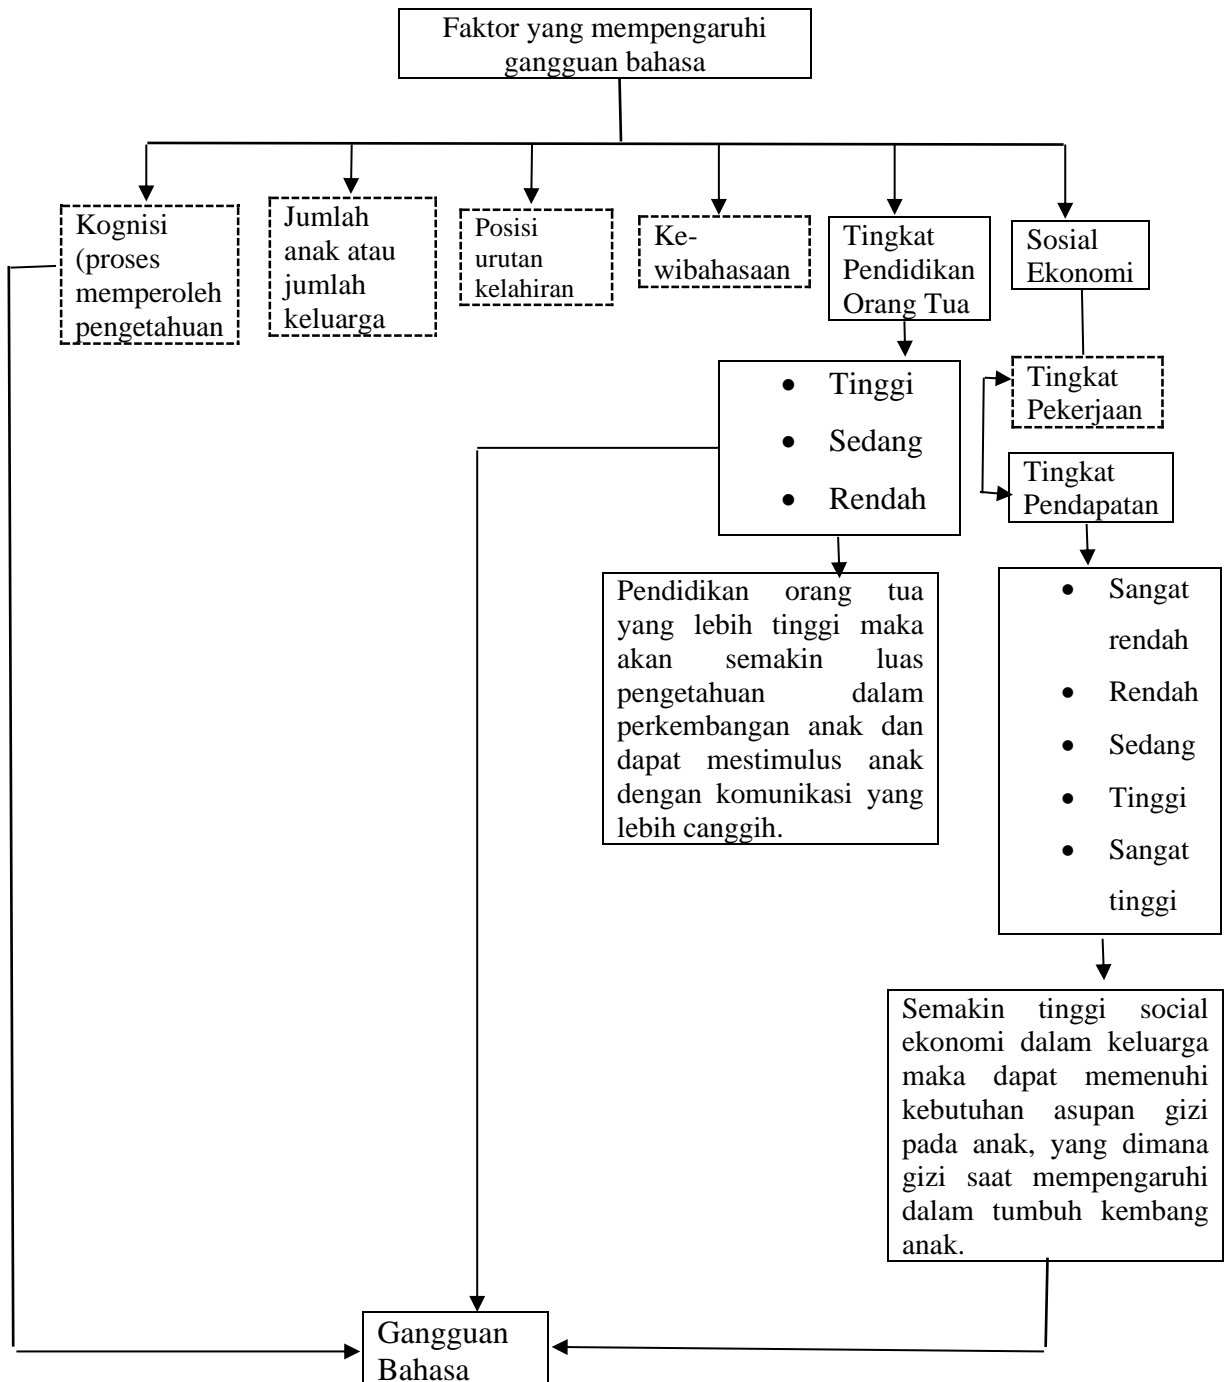 Faktor yang mempengaruhi
gangguan bahasa
Kognisi
(proses
memperoleh
pengetahuan
Jumlah
anak atau
jumlah
keluarga
Posisi
urutan
kelahiran
Ke-
wibahasaan
Tingkat
Pendidikan
Orang Tua
Sosial
Ekonomi
• Tinggi
• Sedang
• Rendah
Tingkat
Pekerjaan
Tingkat
Pendapatan
Pendidikan orang tua
yang lebih tinggi maka
akan semakin luas
pengetahuan dalam
perkembangan anak dan
dapat mestimulus anak
dengan komunikasi yang
lebih canggih.
• Sangat
rendah
• Rendah
• Sedang
• Tinggi
• Sangat
tinggi
Semakin tinggi social
ekonomi dalam keluarga
maka dapat memenuhi
kebutuhan asupan gizi
pada anak, yang dimana
gizi saat mempengaruhi
dalam tumbuh kembang
anak.
Gangguan
Bahasa